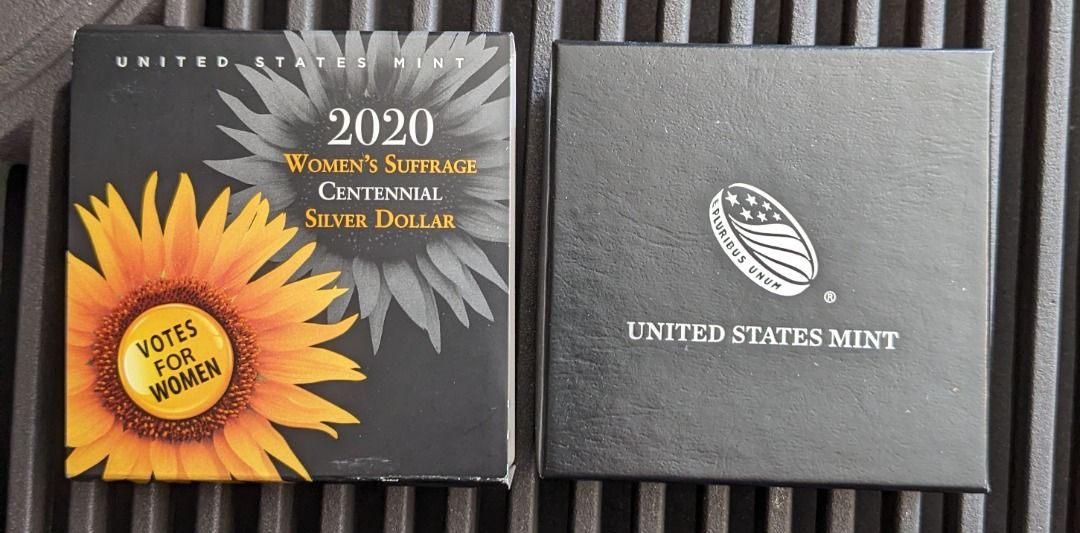 UNITED STATES MINT
2020
WOMEN'S SUFFRAGE
CENTENNIAL
SILVER DOLLAR
VOTES
FOR
WOMEN
E PLURIBUS UNUM
®
UNITED STATES MINT